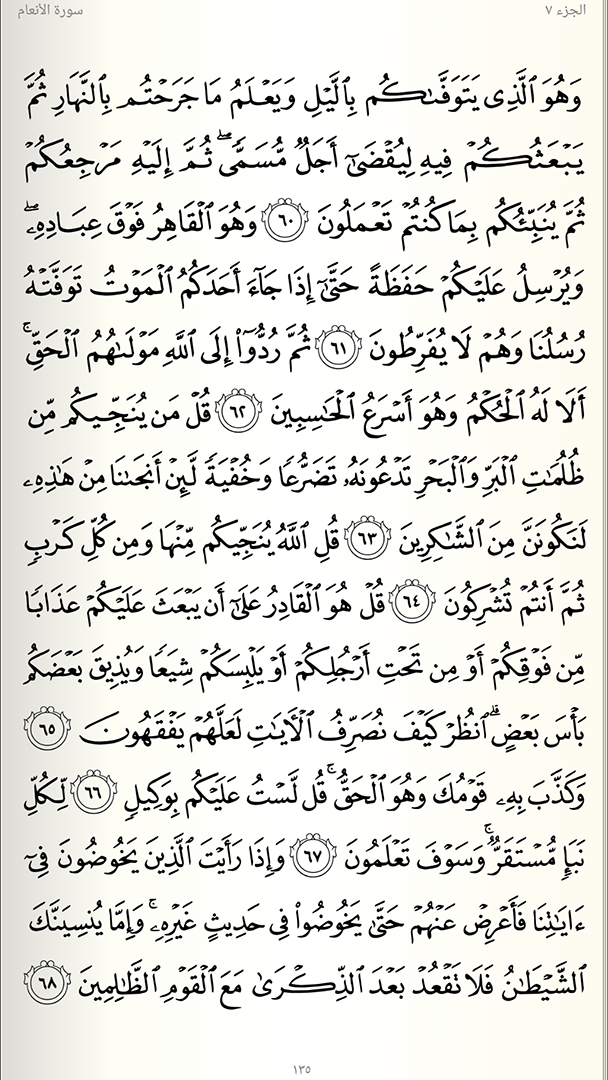 الجزء ٧
سورة الأنعام
وَهُوَ ٱلَّذِى يَتَوَفَّىٰكُم بِٱلَّيْلِ وَيَعْلَمُ مَا جَرَحْتُم بِٱلنَّهَارِ ثُمَّ
يَبْعَثُكُمْ فِيهِ لِيُقْضَىٰٓ أَجَلٌ مُّسَمًّى ۖ ثُمَّ إِلَيْهِ مَرْجِعُكُمْ
ثُمَّ يُنَبِّئُكُم بِمَا كُنتُمْ تَعْمَلُونَ ٦٠ وَهُوَ ٱلْقَاهِرُ فَوْقَ عِبَادِهِۦ ۖ
وَيُرْسِلُ عَلَيْكُمْ حَفَظَةً حَتَّىٰٓ إِذَا جَآءَ أَحَدَكُمُ ٱلْمَوْتُ تَوَفَّتْهُ
رُسُلُنَا وَهُمْ لَا يُفَرِّطُونَ ٦١ ثُمَّ رُدُّوٓا۟ إِلَى ٱللَّهِ مَوْلَىٰهُمُ ٱلْحَقِّ ۚ
أَلَا لَهُ ٱلْحُكْمُ وَهُوَ أَسْرَعُ ٱلْحَـٰسِبِينَ ٦٢ قُلْ مَن يُنَجِّيكُم مِّن
ظُلُمَـٰتِ ٱلْبَرِّ وَٱلْبَحْرِ تَدْعُونَهُۥ تَضَرُّعًا وَخُفْيَةً لَّئِنْ أَنجَىٰنَا مِنْ هَـٰذِهِۦ
لَنَكُونَنَّ مِنَ ٱلشَّـٰكِرِينَ ٦٣ قُلِ ٱللَّهُ يُنَجِّيكُم مِّنْهَا وَمِن كُلِّ كَرْبٍ
ثُمَّ أَنتُمْ تُشْرِكُونَ ٦٤ قُلْ هُوَ ٱلْقَادِرُ عَلَىٰٓ أَن يَبْعَثَ عَلَيْكُمْ عَذَابًا
مِّن فَوْقِكُمْ أَوْ مِن تَحْتِ أَرْجُلِكُمْ أَوْ يَلْبِسَكُمْ شِيَعًا وَيُذِيقَ بَعْضَكُم
بَأْسَ بَعْضٍ ۗ ٱنظُرْ كَيْفَ نُصَرِّفُ ٱلْـَٔايَـٰتِ لَعَلَّهُمْ يَفْقَهُونَ ٦٥
وَكَذَّبَ بِهِۦ قَوْمُكَ وَهُوَ ٱلْحَقُّ ۚ قُل لَّسْتُ عَلَيْكُم بِوَكِيلٍ ٦٦ لِّكُلِّ
نَبَإٍ مُّسْتَقَرٌّ ۚ وَسَوْفَ تَعْلَمُونَ ٦٧ وَإِذَا رَأَيْتَ ٱلَّذِينَ يَخُوضُونَ فِىٓ
ءَايَـٰتِنَا فَأَعْرِضْ عَنْهُمْ حَتَّىٰ يَخُوضُوا۟ فِى حَدِيثٍ غَيْرِهِۦ ۚ وَإِمَّا يُنسِيَنَّكَ
ٱلشَّيْطَـٰنُ فَلَا تَقْعُدْ بَعْدَ ٱلذِّكْرَىٰ مَعَ ٱلْقَوْمِ ٱلظَّـٰلِمِينَ ٦٨
١٣٥